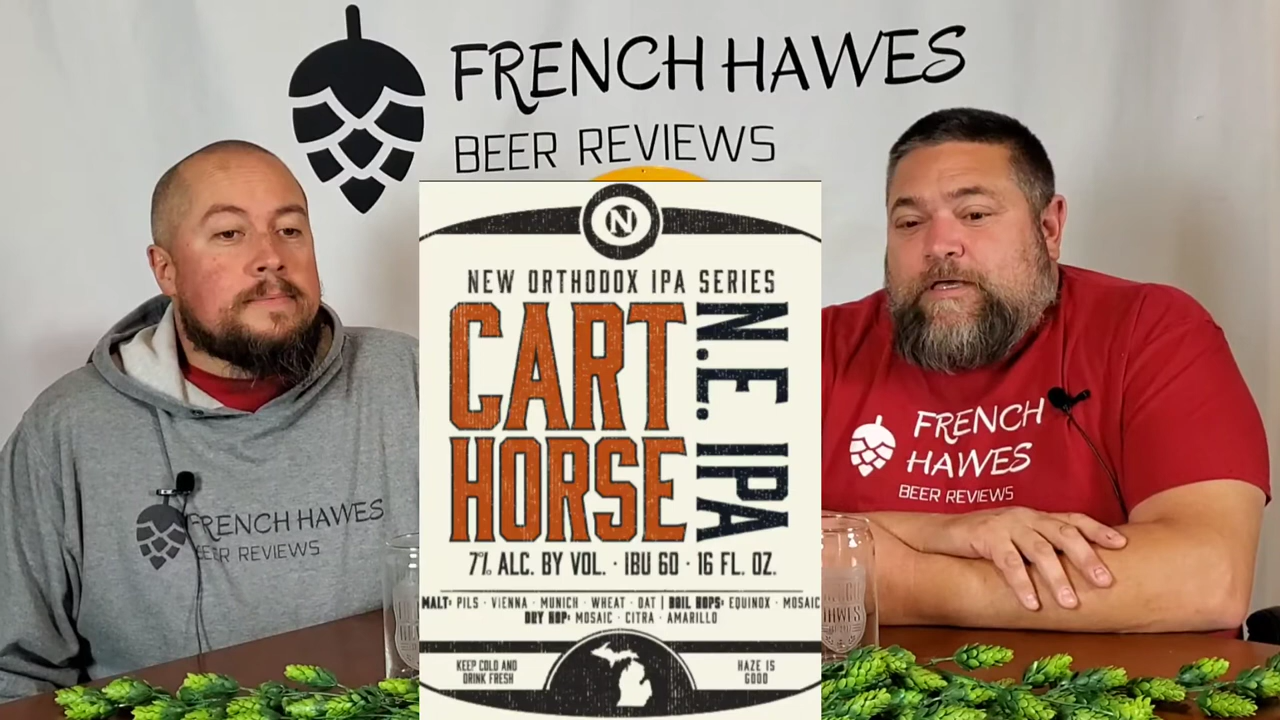 FRENCH HAWES
BEER REVIEWS
N
NEW ORTHODOX IPA SERIES
CART
HORSE
N.E. IPA
7% ALC. BY VOL. · IBU 60 · 16 FL. OZ.
MALT: PILS · VIENNA · MUNICH · WHEAT · OAT | BOIL HOPS: EQUINOX · MOSAIC
DRY HOP: MOSAIC · CITRA · AMARILLO
KEEP COLD AND
DRINK FRESH
HAZE IS
GOOD
FRENCH HAWES
BEER REVIEWS
FRENCH
HAWES
BEER REVIEWS
HAWES